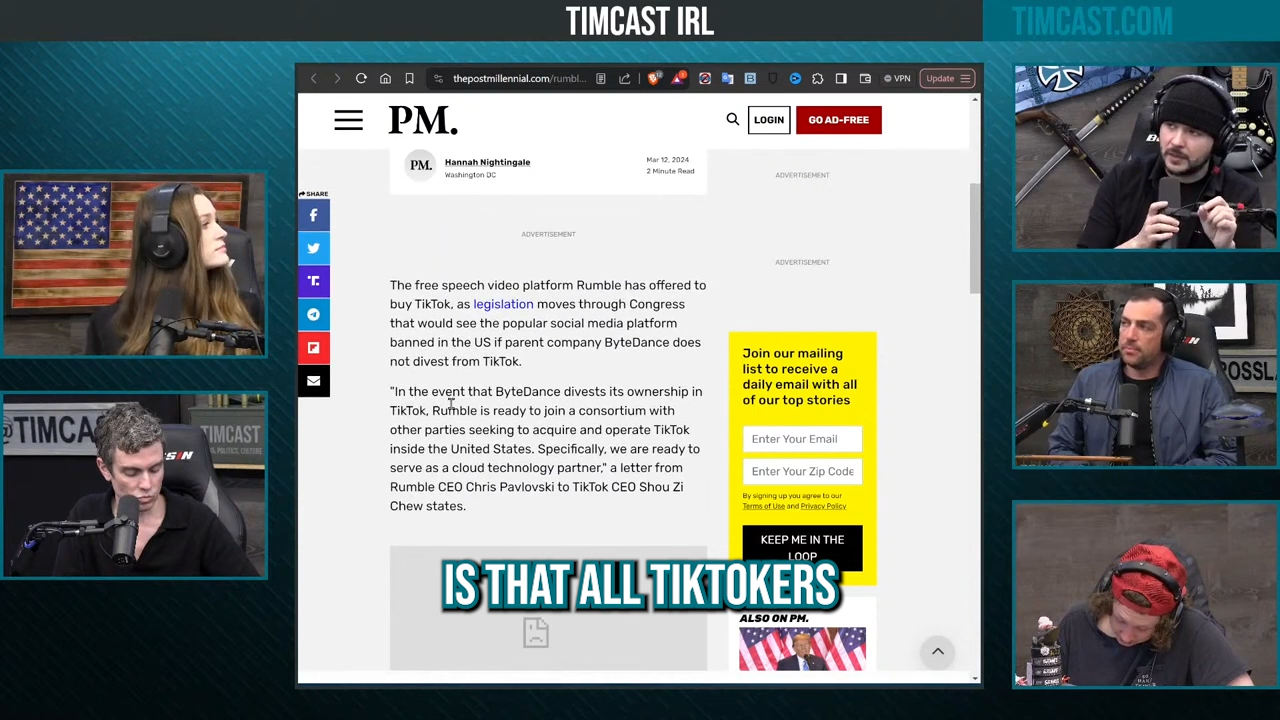 TIMCAST IRL
TIMCAST.COM
thepostmillennial.com/rumbl...
VPN
Update
PM.
LOGIN
GO AD-FREE
PM.
Hannah Nightingale
Washington DC
Mar 12, 2024
2 Minute Read
ADVERTISEMENT
SHARE
ADVERTISEMENT
ADVERTISEMENT
The free speech video platform Rumble has offered to
buy TikTok, as legislation moves through Congress
that would see the popular social media platform
banned in the US if parent company ByteDance does
not divest from TikTok.
"In the event that ByteDance divests its ownership in
TikTok, Rumble is ready to join a consortium with
other parties seeking to acquire and operate TikTok
inside the United States. Specifically, we are ready to
serve as a cloud technology partner," a letter from
Rumble CEO Chris Pavlovski to TikTok CEO Shou Zi
Chew states.
Join our mailing
list to receive a
daily email with all
of our top stories
Enter Your Email
Enter Your Zip Code
By signing up you agree to our
Terms of Use and Privacy Policy
KEEP ME IN THE
LOOP
ALSO ON PM.
IS THAT ALL TIKTOKERS
@TIMCAST
TIMCAST